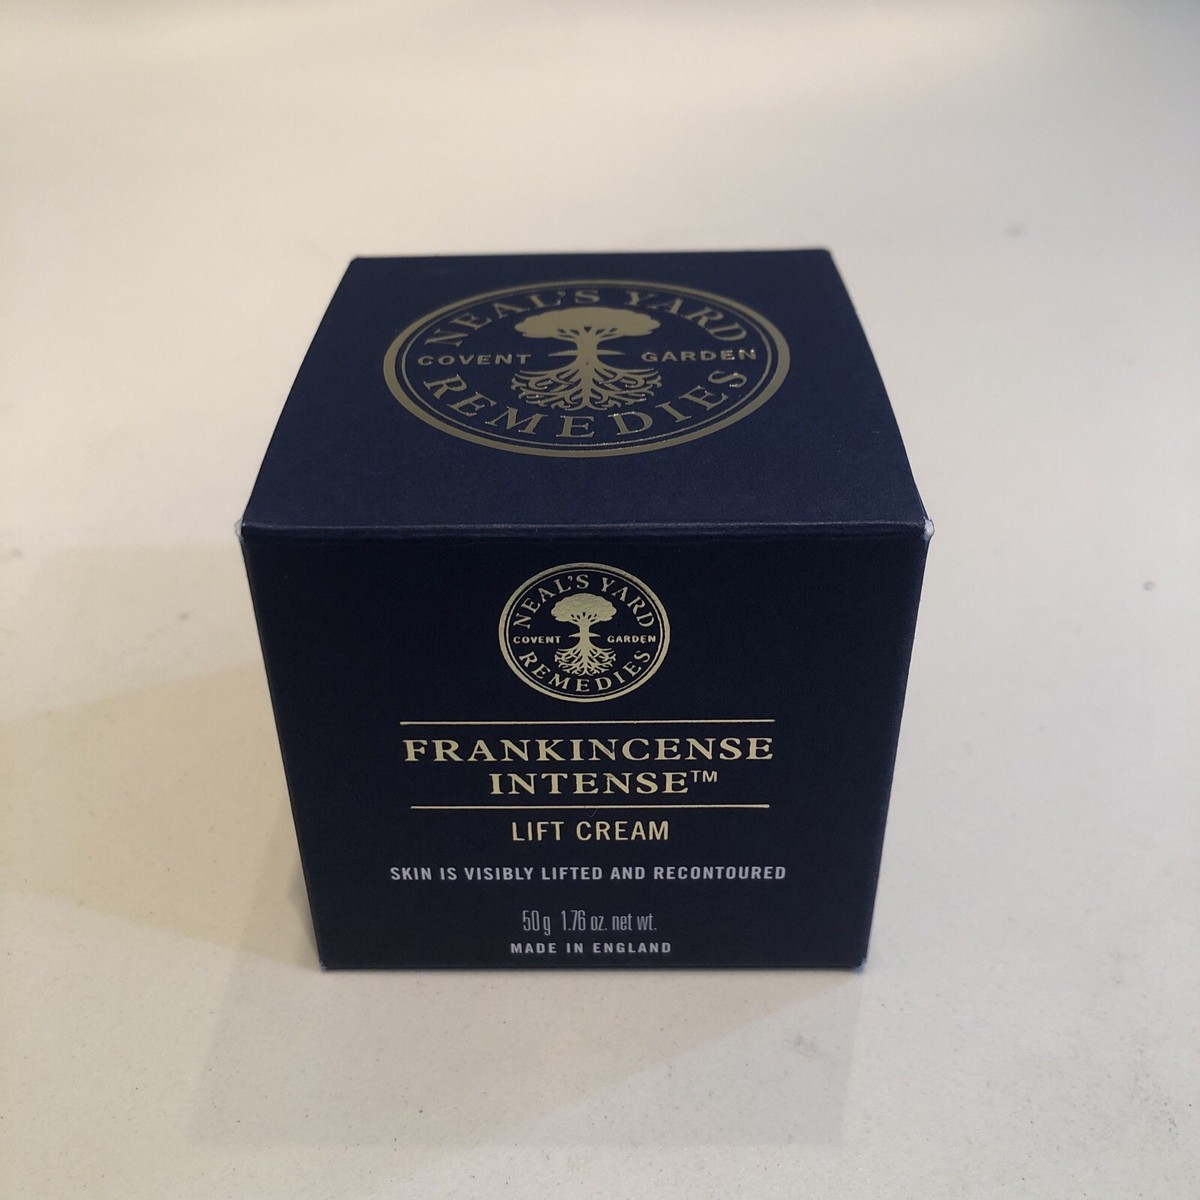 NEAL'S YARD
COVENT GARDEN
REMEDIES
NEAL'S YARD
COVENT GARDEN
REMEDIES
FRANKINCENSE
INTENSE™
LIFT CREAM
SKIN IS VISIBLY LIFTED AND RECONTOURED
50g 1.76 oz. net wt.
MADE IN ENGLAND